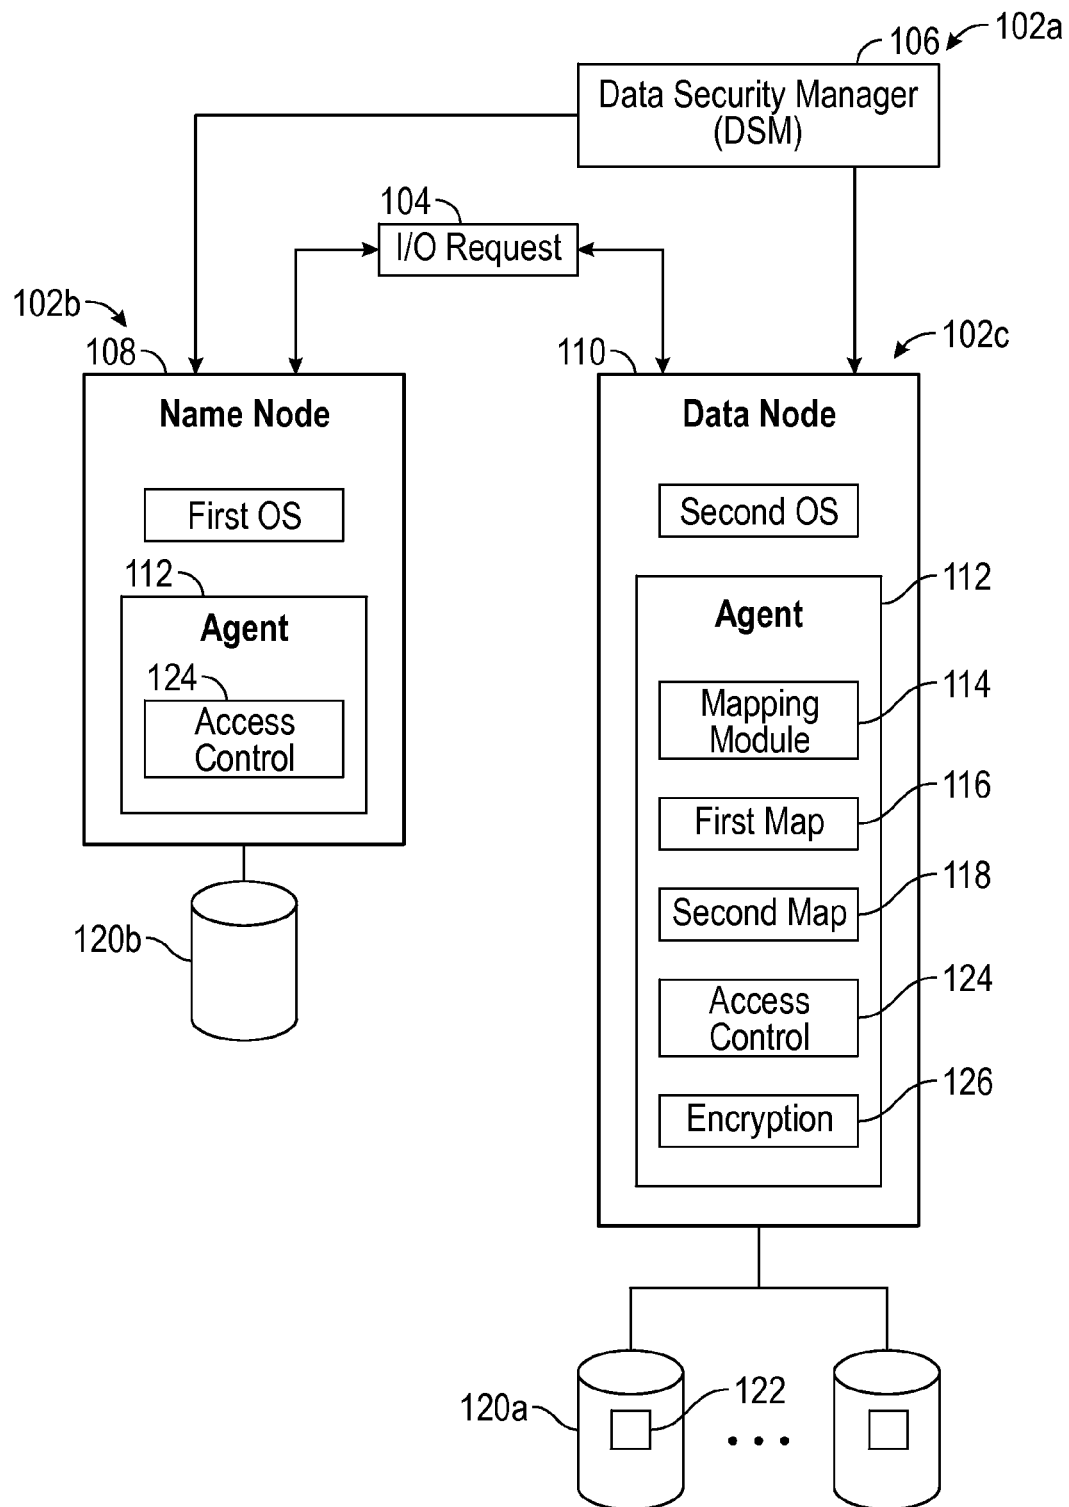 106
102a
Data Security Manager
(DSM)
104
I/O Request
102b
108
110
102c
Name Node
First OS
112
Agent
124
Access
Control
120b
Data Node
Second OS
112
Agent
Mapping
Module
114
First Map
116
Second Map
118
Access
Control
124
Encryption
126
120a
122